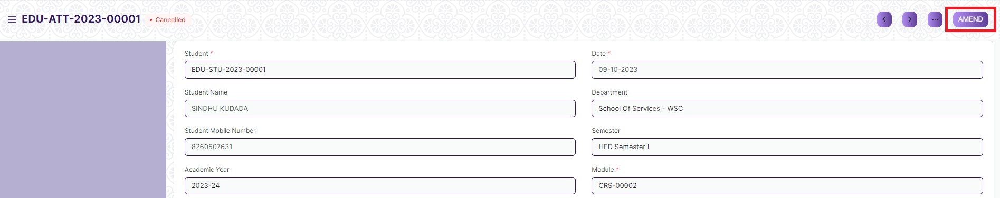 EDU-ATT-2023-00001 • Cancelled AMEND
Student * Date *
EDU-STU-2023-00001 09-10-2023
Student Name Department
SINDHU KUDADA School Of Services - WSC
Student Mobile Number Semester
8260507631 HFD Semester I
Academic Year Module *
2023-24 CRS-00002